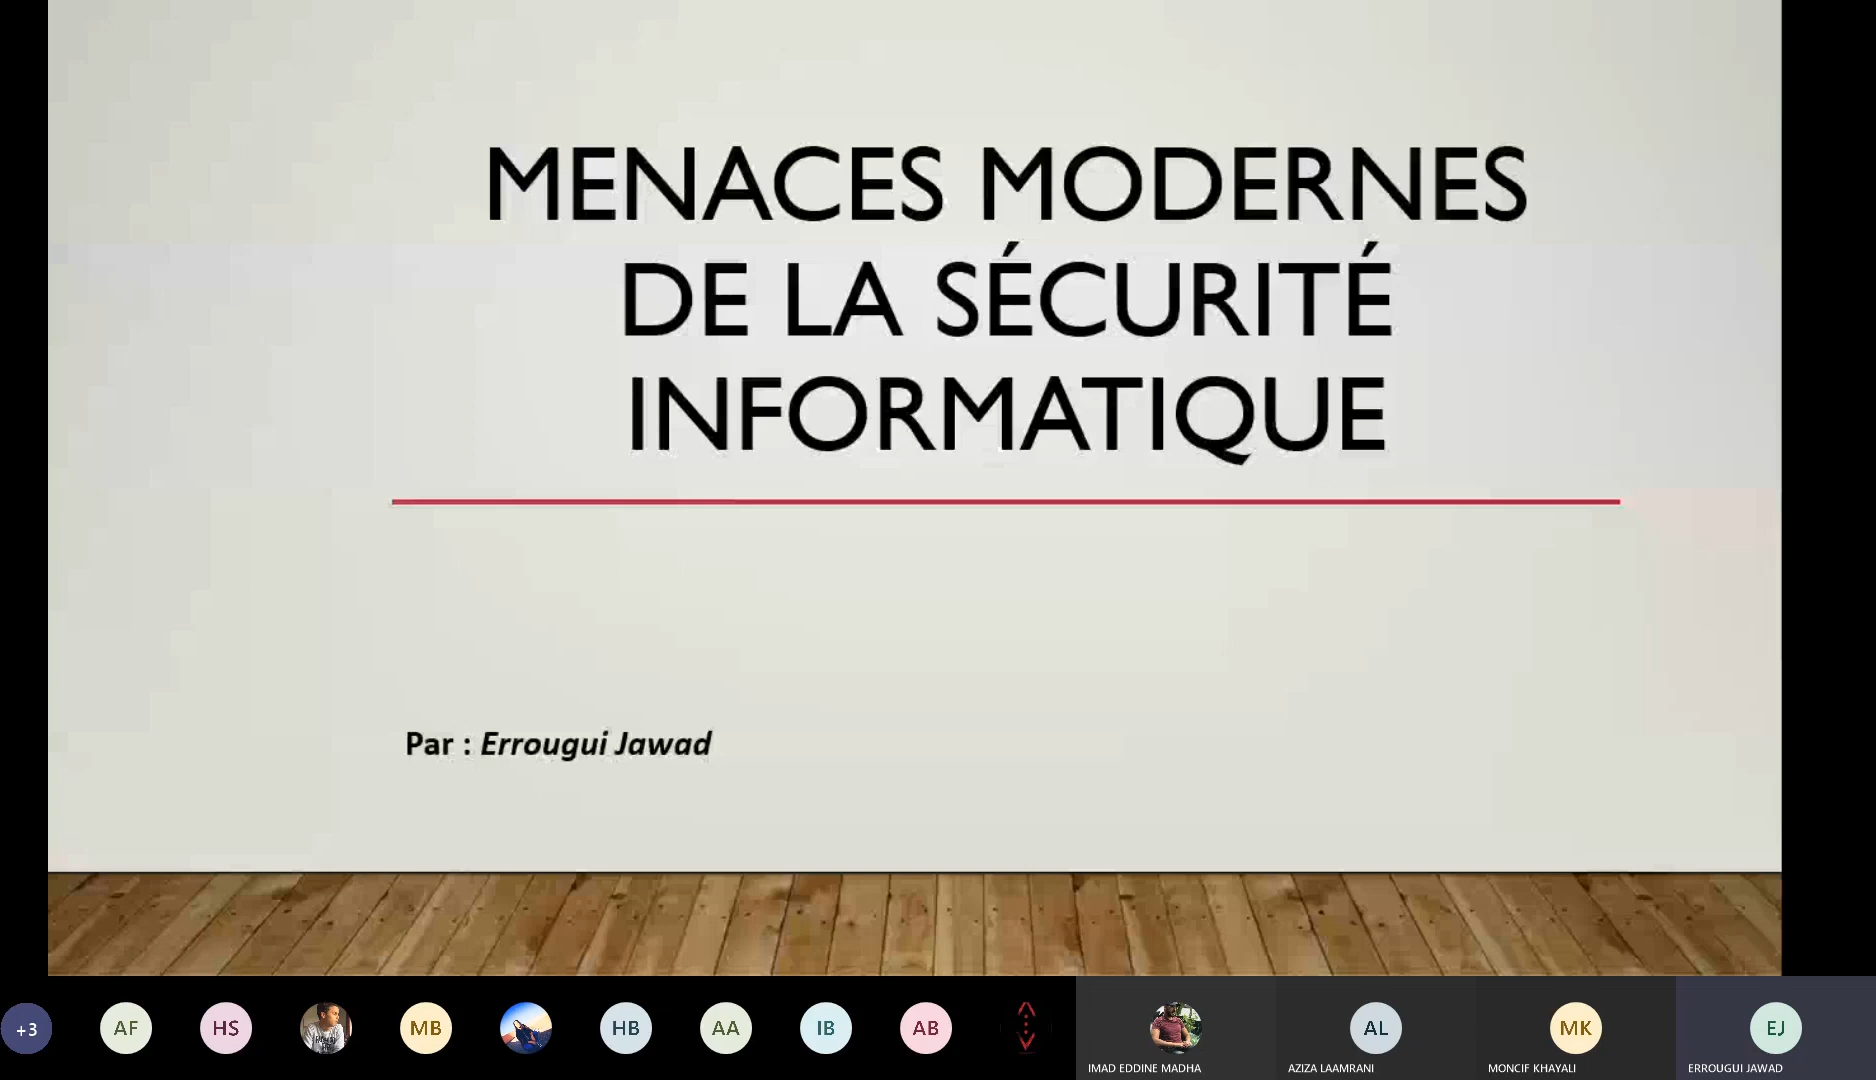 MENACES MODERNES
DE LA SÉCURITÉ
INFORMATIQUE
Par : Errougui Jawad
+3
AF
HS
MB
HB
AA
IB
AB
AL
MK
EJ
IMAD EDDINE MADHA
AZIZA LAAMRANI
MONCIF KHAYALI
ERROUGUI JAWAD